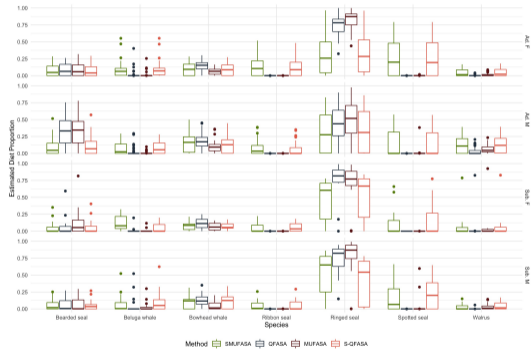 1.00
0.75
0.50
0.25
0.00
Ad. F
1.00
0.75
0.50
0.25
0.00
Ad. M
1.00
0.75
0.50
0.25
0.00
Sub. F
1.00
0.75
0.50
0.25
0.00
Sub. M
Estimated Diet Proportion
Bearded seal Beluga whale Bowhead whale Ribbon seal Ringed seal Spotted seal Walrus
Species
Method SMUFASA QFASA MUFASA S-QFASA